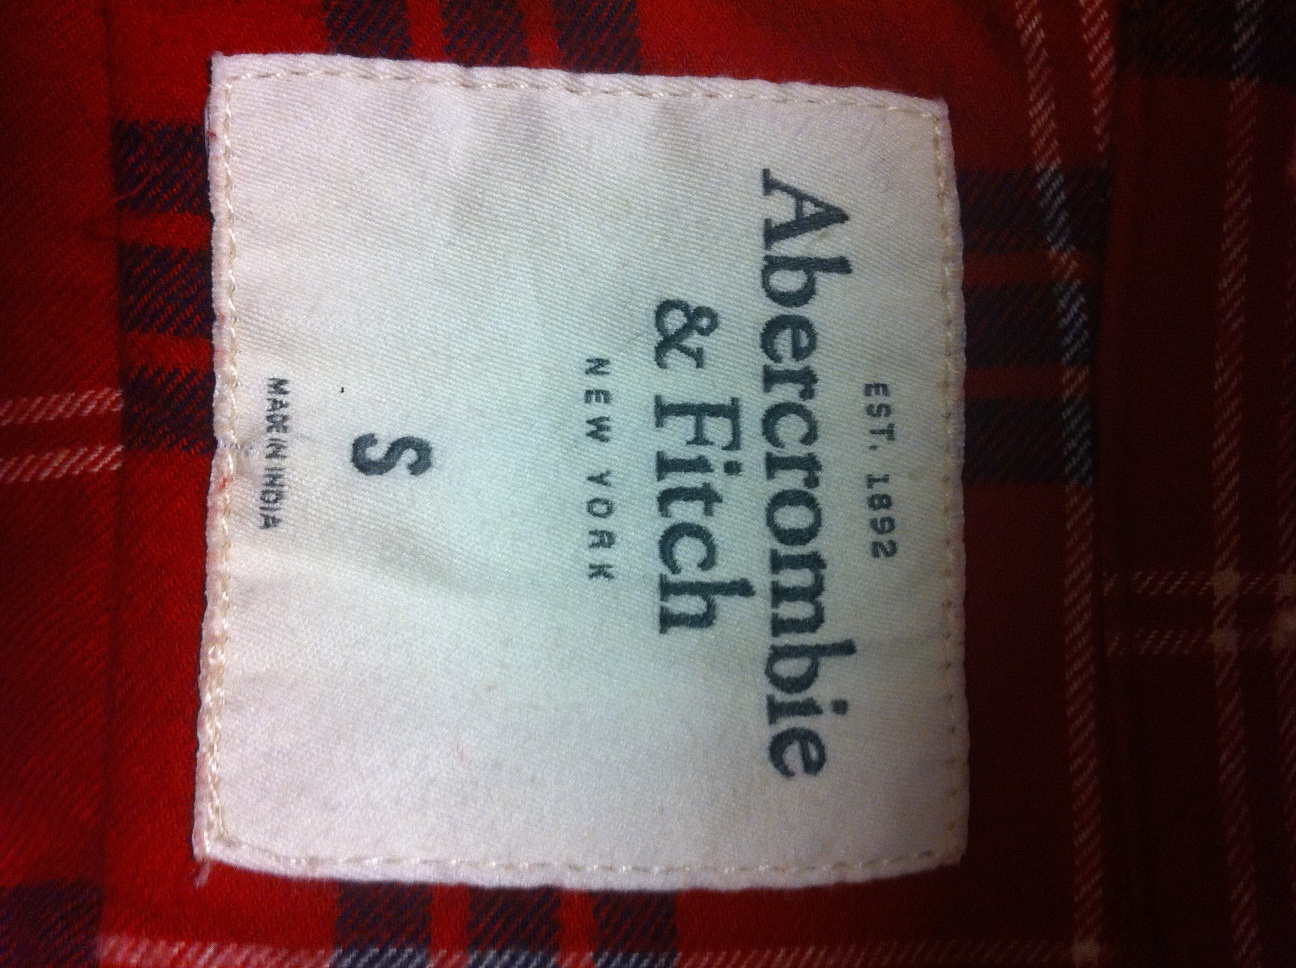 EST. 1892
Abercrombie
& Fitch
NEW YORK
S
MADE IN INDIA